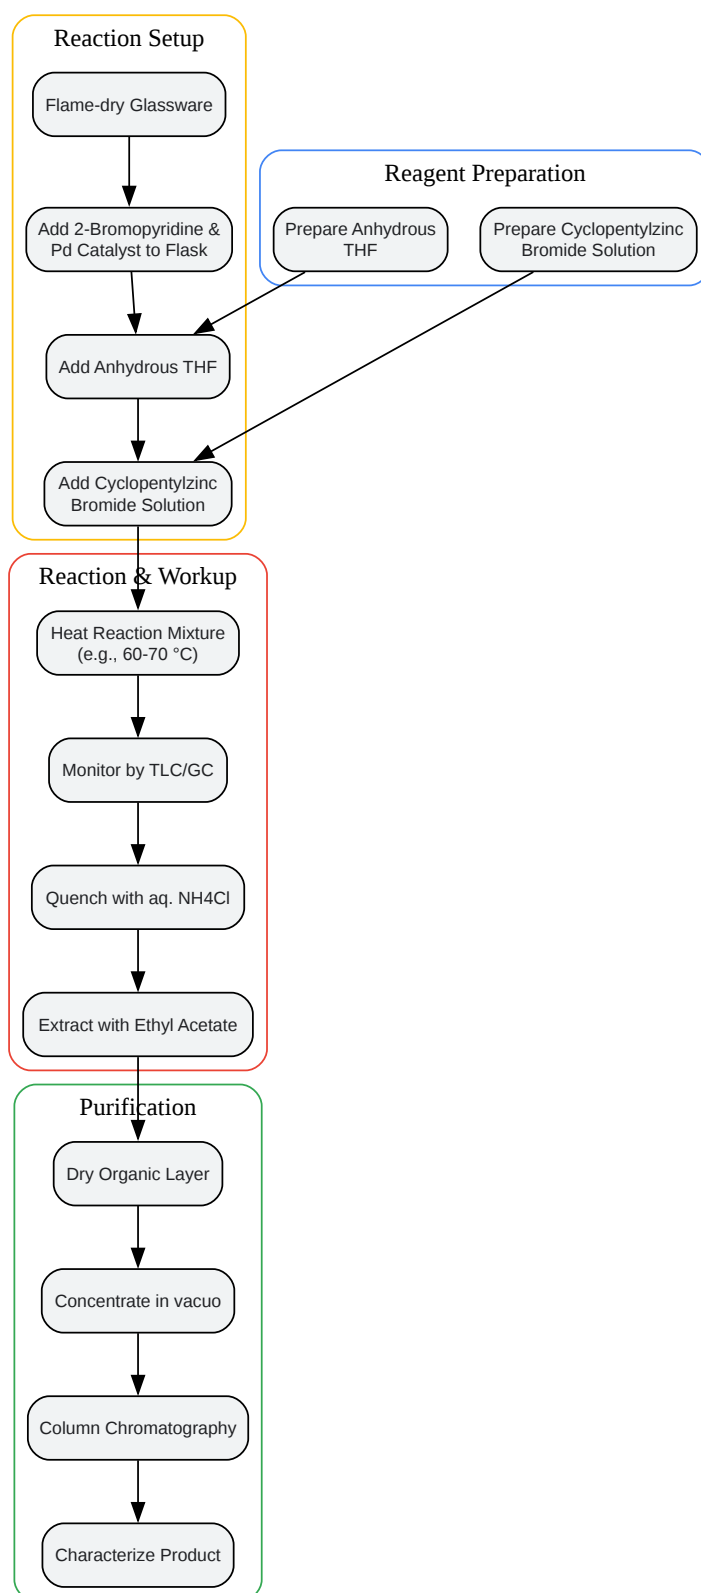 Reaction Setup
Flame-dry Glassware
Reagent Preparation
Add 2-Bromopyridine &
Pd Catalyst to Flask
Prepare Anhydrous
THF
Prepare Cyclopentylzinc
Bromide Solution
Add Anhydrous THF
Add Cyclopentylzinc
Bromide Solution
Reaction & Workup
Heat Reaction Mixture
(e.g., 60-70 °C)
Monitor by TLC/GC
Quench with aq. NH4Cl
Extract with Ethyl Acetate
Purification
Dry Organic Layer
Concentrate in vacuo
Column Chromatography
Characterize Product